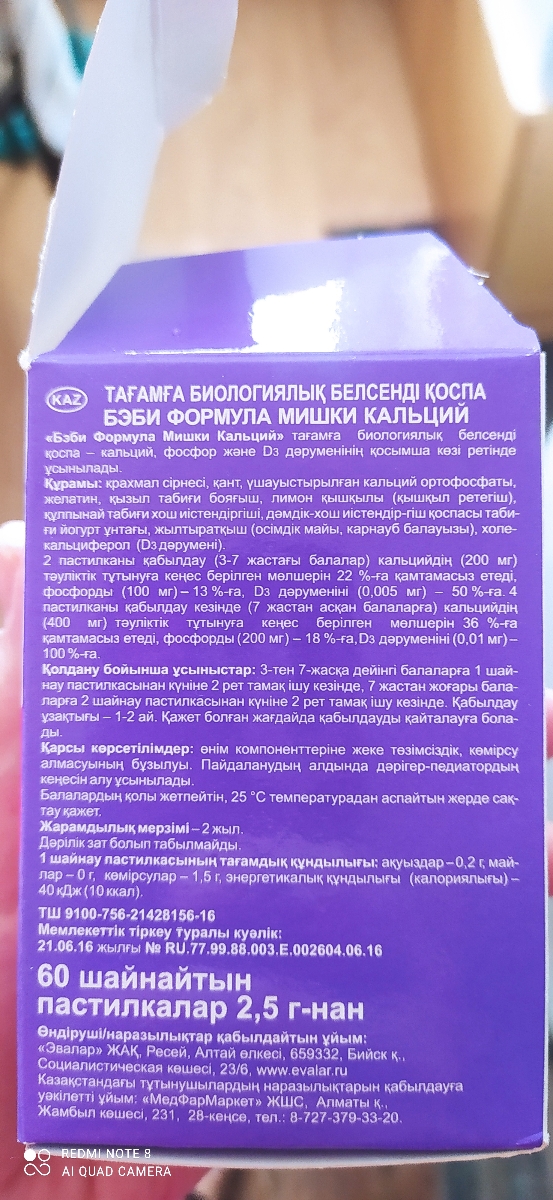 KAZ
ТАҒАМҒА БИОЛОГИЯЛЫҚ БЕЛСЕНДІ ҚОСПА
БЭБИ ФОРМУЛА МИШКИ КАЛЬЦИЙ
«Бэби Формула Мишки Кальций» тағамға биологиялық белсенді
қоспа – кальций, фосфор және D3 дәруменінің қосымша көзі ретінде
ұсынылады.
Құрамы: крахмал сірнесі, қант, үшауыстырылған кальций ортофосфаты,
желатин, қызыл табиғи бояғыш, лимон қышқылы (қышқыл ретегіш),
құлпынай табиғи хош иістендіргіші, дәмдік-хош иістендір-гіш қоспасы таби-
ғи йогурт ұнтағы, жылтыратқыш (өсімдік майы, карнауб балауызы), холе-
кальциферол (D3 дәрумені).
2 пастилканы қабылдау (3-7 жастағы балалар) кальцийдің (200 мг)
тәуліктік тұтынуға кеңес берілген мөлшерін 22 %-ға қамтамасыз етеді,
фосфорды (100 мг) – 13 %-ға, D3 дәруменін (0,005 мг) – 50 %-ға. 4
пастилканы қабылдау кезінде (7 жастан асқан балаларға) кальцийдің
(400 мг) тәуліктік тұтынуға кеңес берілген мөлшерін 36 %-ға
қамтамасыз етеді, фосфорды (200 мг) – 18 %-ға, D3 дәруменіні (0,01 мг) –
100 %-ға.
Қолдану бойынша ұсыныстар: 3-тен 7-жасқа дейінгі балаларға 1 шай-
нау пастилкасынан күніне 2 рет тамақ ішу кезінде, 7 жастан жоғары бала-
ларға 2 шайнау пастилкасынан күніне 2 рет тамақ ішу кезінде. Қабылдау
ұзақтығы – 1-2 ай. Қажет болған жағдайда қабылдауды қайталауға бола-
ды.
Қарсы көрсетілімдер: өнім компоненттеріне жеке төзімсіздік, көмірсу
алмасуының бұзылуы. Пайдаланудың алдында дәрігер-педиатордың
кеңесін алу ұсынылады.
Балалардың қолы жетпейтін, 25 °С температурадан аспайтын жерде сақ-
тау қажет.
Жарамдылық мерзімі – 2 жыл.
Дәрілік зат болып табылмайды.
1 шайнау пастилкасының тағамдық құндылығы: ақуыздар – 0,2 г, май-
лар – 0 г, көмірсулар – 1,5 г, энергетикалық құндылығы (калориялығы) –
40 кДж (10 ккал).
ТШ 9100-756-21428156-16
Мемлекеттік тіркеу туралы куәлік:
21.06.16 жылғы № RU.77.99.88.003.Е.002604.06.16
60 шайнайтын
пастилкалар 2,5 г-нан
Өндіруші/наразылықтар қабылдайтын ұйым:
«Эвалар» ЖАҚ, Ресей, Алтай өлкесі, 659332, Бийск қ.,
Социалистическая көшесі, 23/6, www.evalar.ru
Казақстандағы тұтынушылардың наразылықтарын қабылдауға
уәкілетті ұйым: «МедФарМаркет» ЖШС, Алматы қ.,
Жамбыл көшесі, 231, 28-кеңсе, тел.: 8-727-379-33-20.
REDMI NOTE 8
AI QUAD CAMERA